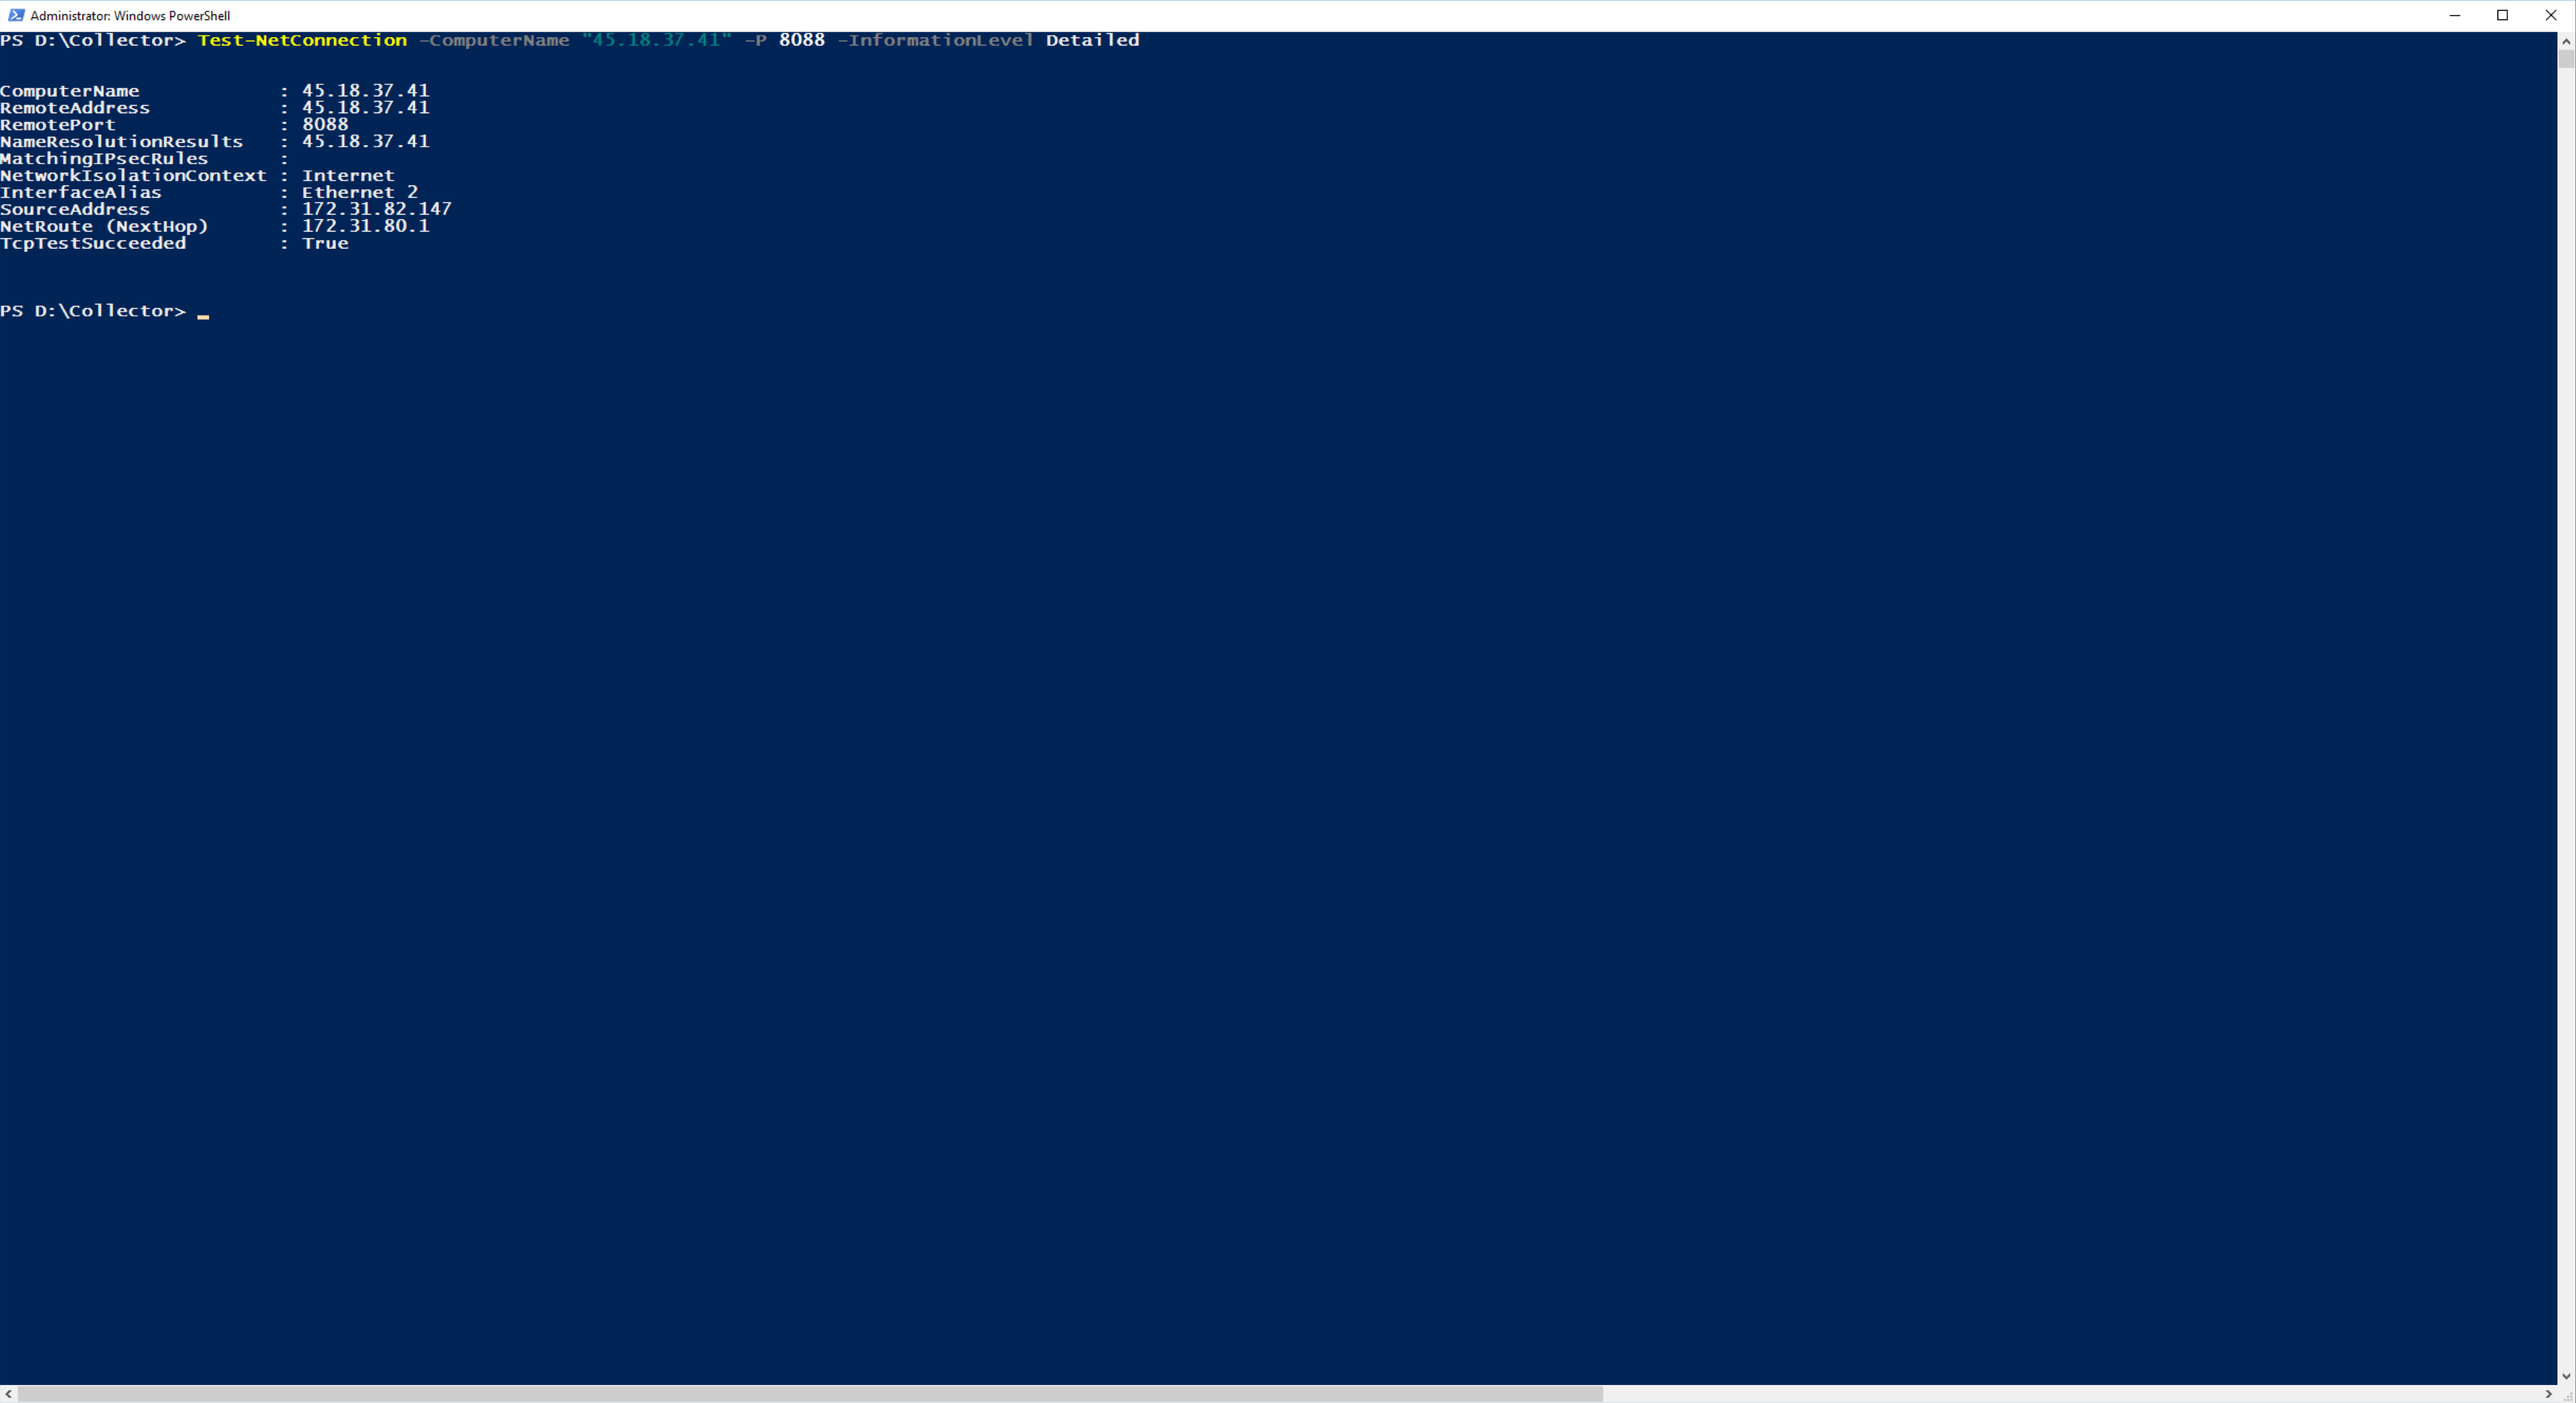 Administrator: Windows PowerShell
PS D:\Collector> Test-NetConnection -ComputerName "45.18.37.41" -P 8088 -InformationLevel Detailed
ComputerName : 45.18.37.41
RemoteAddress : 45.18.37.41
RemotePort : 8088
NameResolutionResults : 45.18.37.41
MatchingIPsecRules :
NetworkIsolationContext : Internet
InterfaceAlias : Ethernet 2
SourceAddress : 172.31.82.147
NetRoute (NextHop) : 172.31.80.1
TcpTestSucceeded : True
PS D:\Collector> _